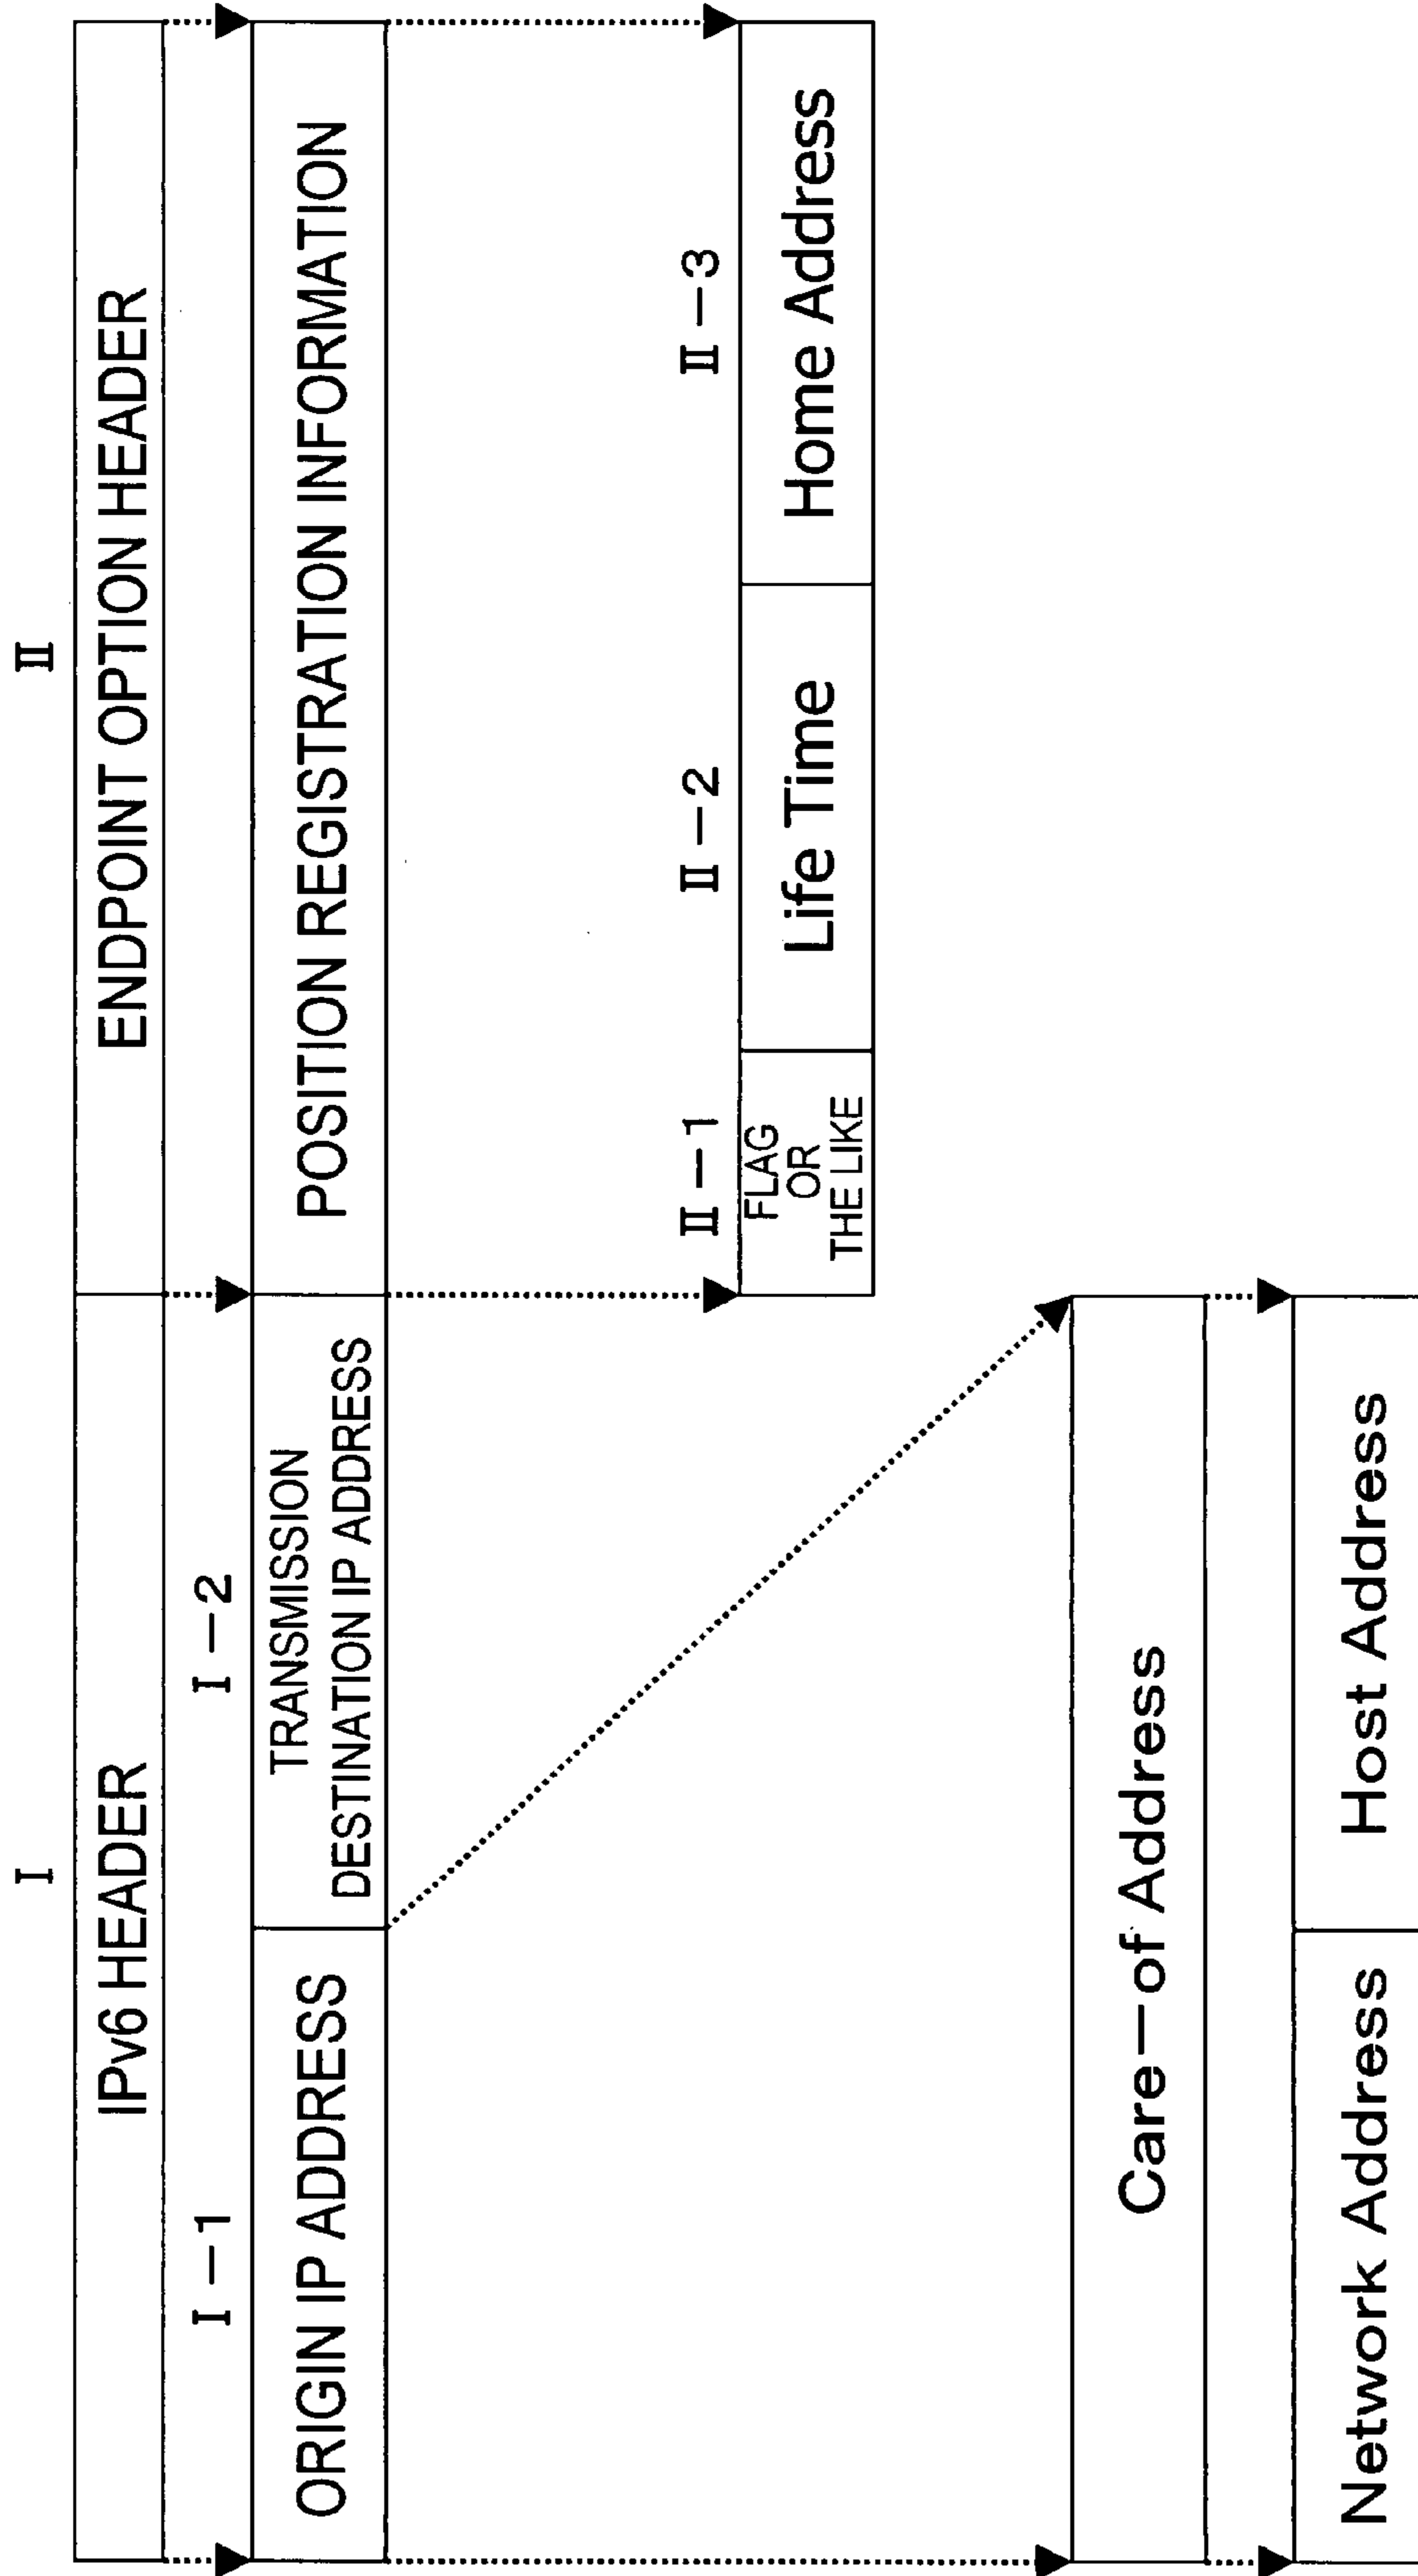 I
II
IPv6 HEADER
ENDPOINT OPTION HEADER
I-1
I-2
ORIGIN IP ADDRESS
TRANSMISSION
DESTINATION IP ADDRESS
POSITION REGISTRATION INFORMATION
II-1
II-2
II-3
FLAG
OR
THE LIKE
Life Time
Home Address
Care-of Address
Network Address
Host Address